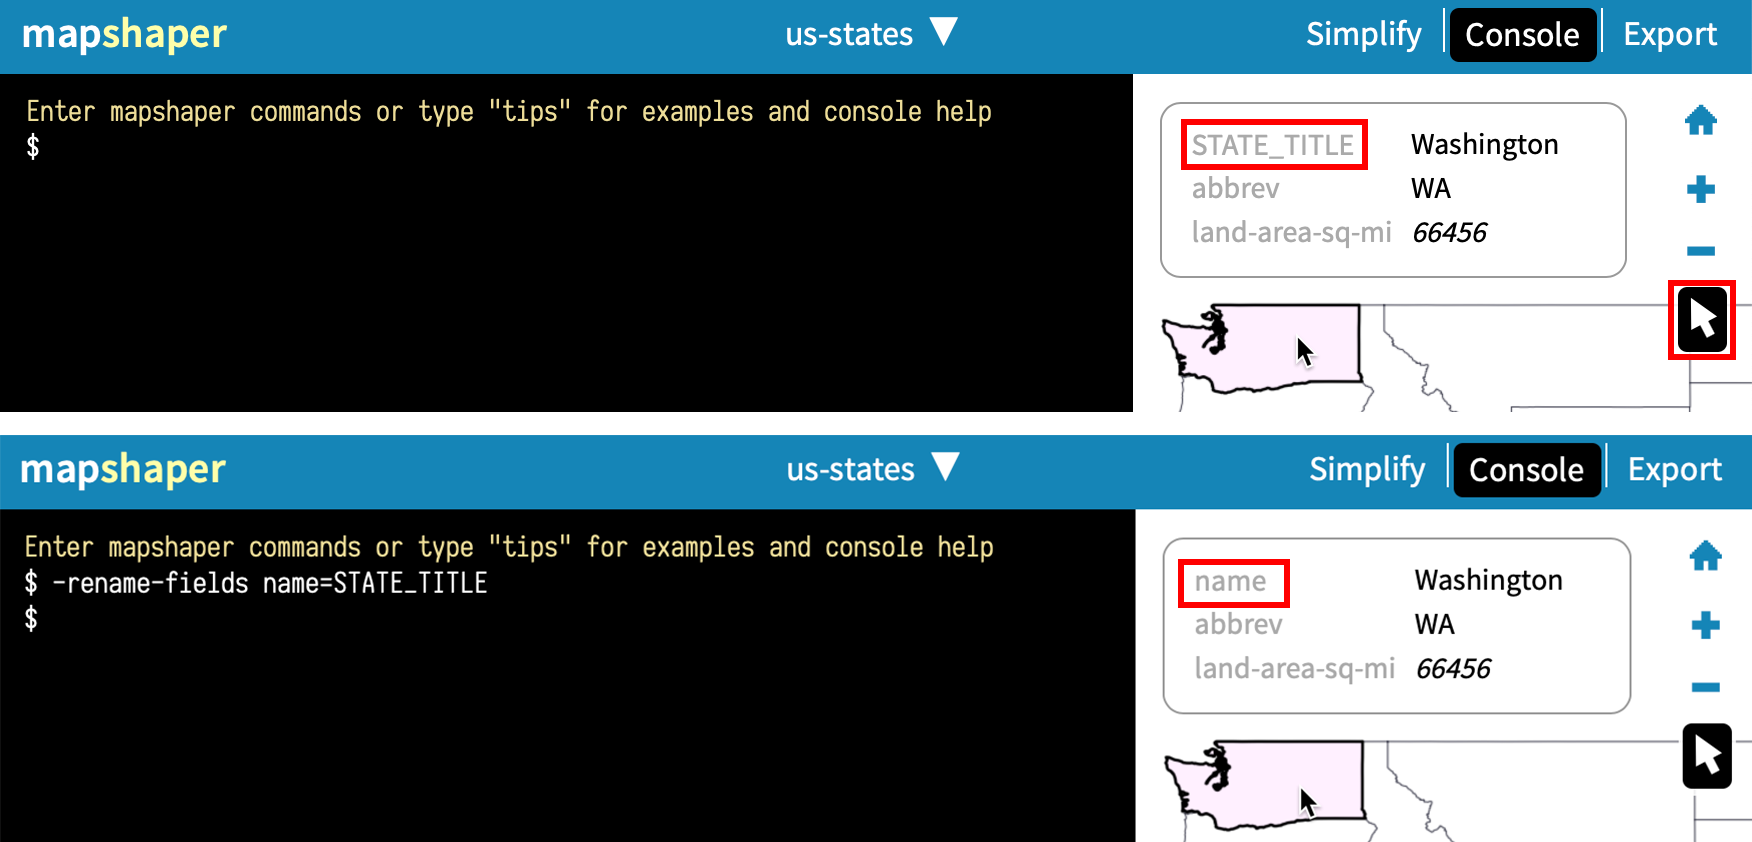 mapshaper
us-states ▼
Simplify | Console | Export
Enter mapshaper commands or type "tips" for examples and console help
$
STATE_TITLE Washington
abbrev WA
land-area-sq-mi 66456
mapshaper
us-states ▼
Simplify | Console | Export
Enter mapshaper commands or type "tips" for examples and console help
$ -rename-fields name=STATE_TITLE
$
name Washington
abbrev WA
land-area-sq-mi 66456